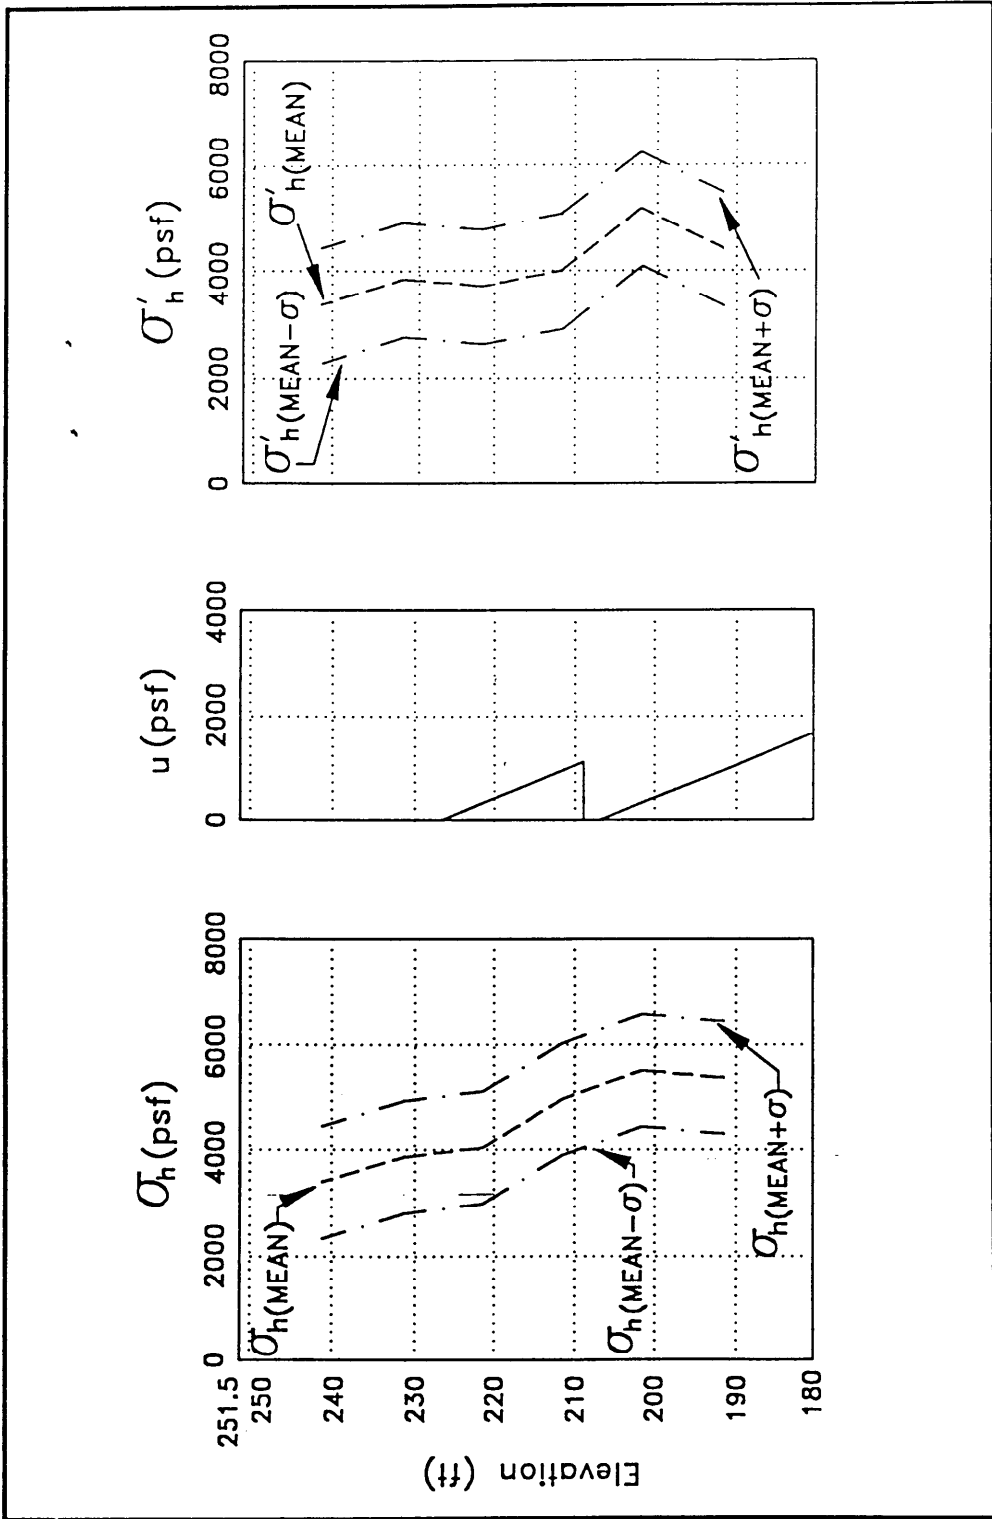 σh (psf)
0 2000 4000 6000 8000
251.5
250
240
230
220
210
200
190
180
Elevation (ft)
σh(MEAN)
σh(MEAN−σ)
σh(MEAN+σ)
u (psf)
0 2000 4000
σ'h (psf)
0 2000 4000 6000 8000
σ'h(MEAN−σ)
σ'h(MEAN)
σ'h(MEAN+σ)